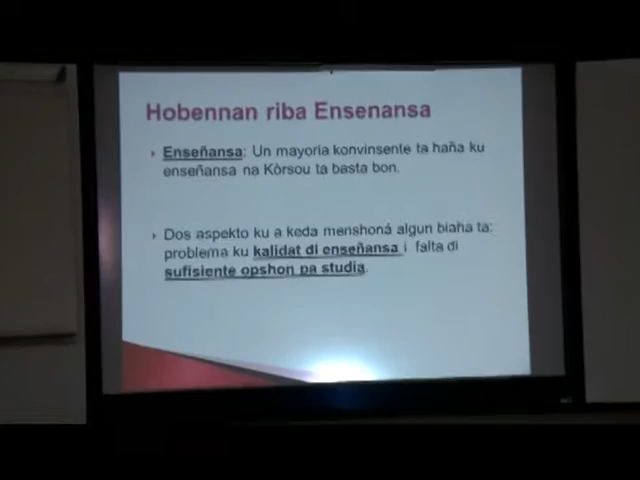 Hobennan riba Ensenansa
Enseñansa: Un mayoria konvinsente ta haña ku
enseñansa na Kòrsou ta basta bon.
Dos aspekto ku a keda menshoná algun biaha ta:
problema ku kalidat di enseñansa i falta di
sufisiente opshon pa studia.